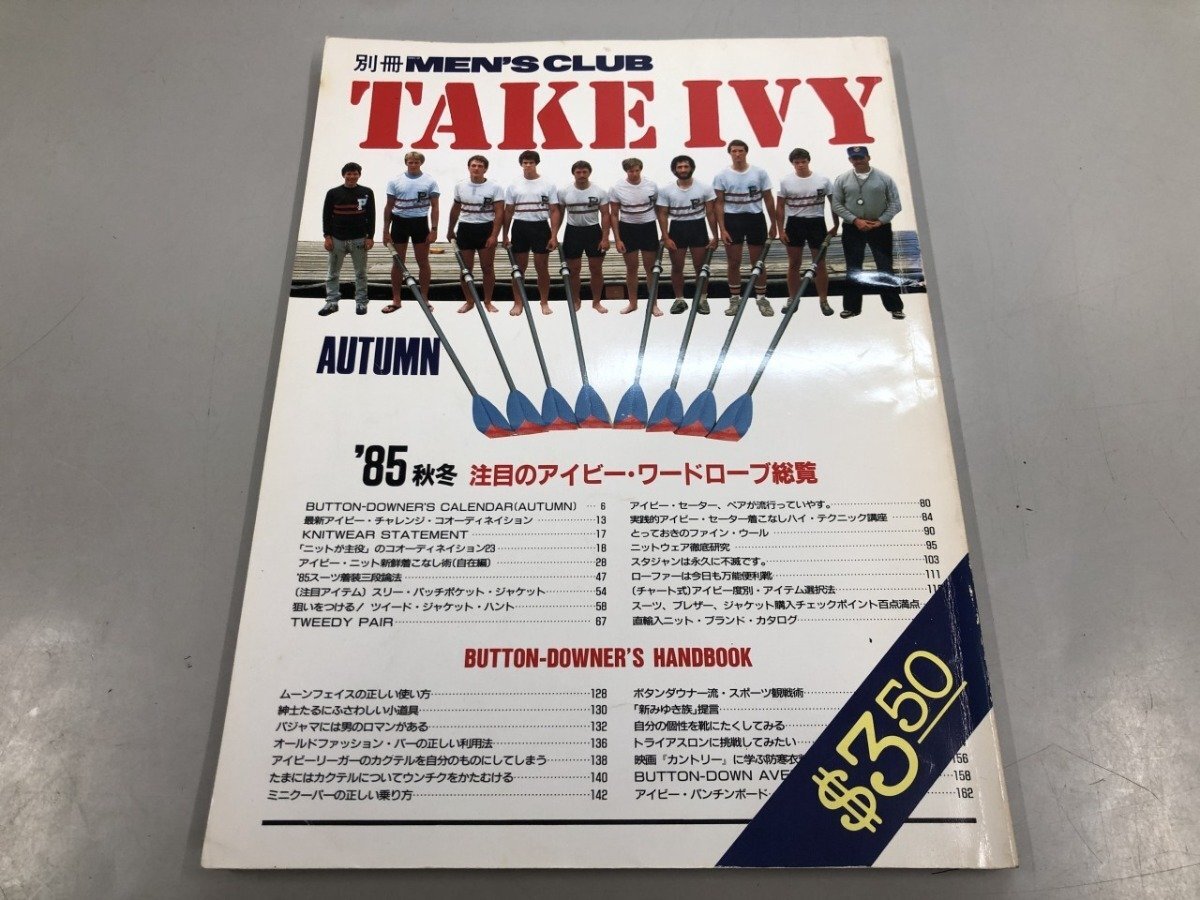 別冊 MEN'S CLUB
TAKE IVY
AUTUMN
'85 秋冬 注目のアイビー・ワードローブ総覧
BUTTON-DOWNER'S CALENDAR(AUTUMN) 6
最新アイビー・チャレンジ・コオーディネイション 13
KNITWEAR STATEMENT 17
「ニットが主役」のコオーディネイション23 18
アイビー・ニット新鮮着こなし術(自在編) 28
'85スーツ着装三段論法 47
(注目アイテム) スリー・パッチポケット・ジャケット 54
狙いをつける! ツイード・ジャケット・ハント 58
TWEEDY PAIR 67
アイビー・セーター、ペアが流行っていやす。 80
実践的アイビー・セーター着こなしハイ・テクニック講座 84
とっておきのファイン・ウール 90
ニットウェア徹底研究 95
スタジャンは永久に不滅です。 103
ローファーは今日も万能便利靴 111
(チャート式)アイビー度別・アイテム選択法
スーツ、ブレザー、ジャケット購入チェックポイント百点満点
直輸入ニット・ブランド・カタログ
BUTTON-DOWNER'S HANDBOOK
ムーンフェイスの正しい使い方 128
紳士たるにふさわしい小道具 130
パジャマには男のロマンがある 132
オールドファッション・バーの正しい利用法 136
アイビーリーガーのカクテルを自分のものにしてしまう 138
たまにはカクテルについてウンチクをかたむける 140
ミニクーパーの正しい乗り方 142
ボタンダウナー流・スポーツ観戦術
「新みゆき族」提言
自分の個性を靴にたくしてみる
トライアスロンに挑戦してみたい
映画『カントリー』に学ぶ防寒衣 156
BUTTON-DOWN AVE 158
アイビー・パンチンボード 162
$3.50